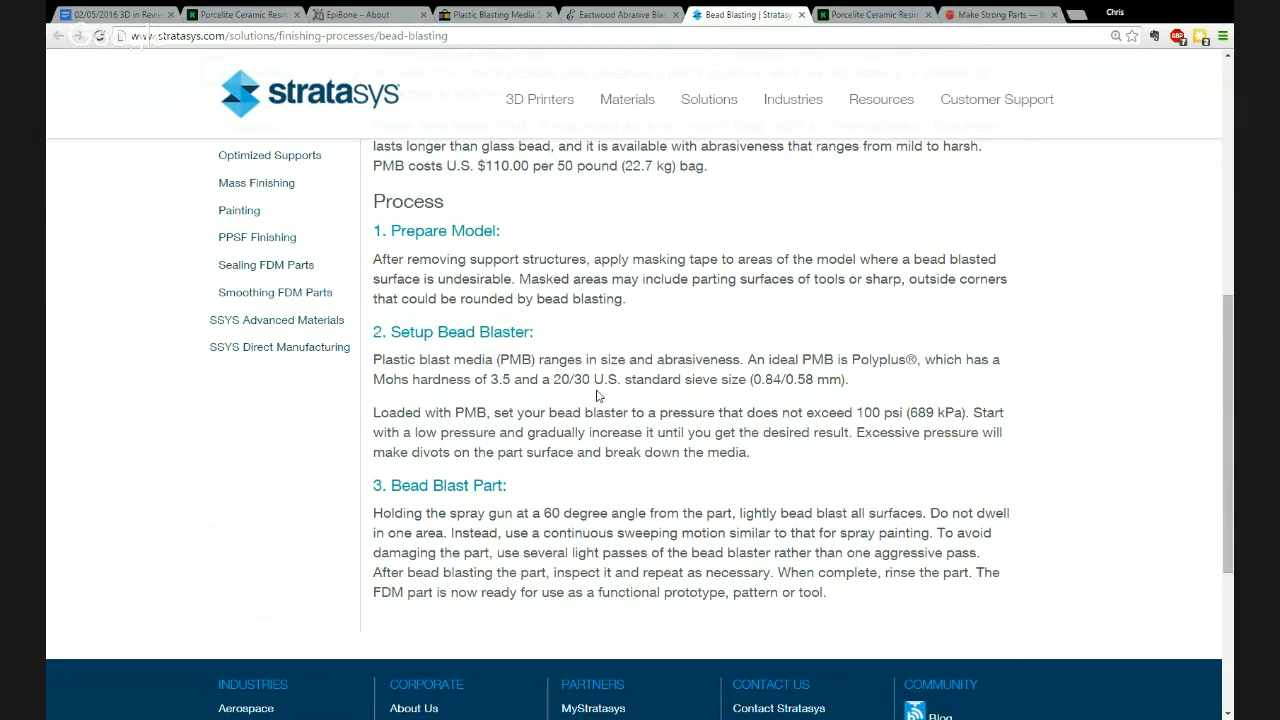 02/05/2016 3D in Revie
Porcelite Ceramic Resin
EpiBone – About
Plastic Blasting Media S
Eastwood Abrasive Blas
Bead Blasting | Stratasy
Porcelite Ceramic Resin
Make Strong Parts —
Chris
www.stratasys.com/solutions/finishing-processes/bead-blasting
stratasys
3D Printers
Materials
Solutions
Industries
Resources
Customer Support
Optimized Supports
Mass Finishing
Painting
PPSF Finishing
Sealing FDM Parts
Smoothing FDM Parts
SSYS Advanced Materials
SSYS Direct Manufacturing
lasts longer than glass bead, and it is available with abrasiveness that ranges from mild to harsh.
PMB costs U.S. $110.00 per 50 pound (22.7 kg) bag.
Process
1. Prepare Model:
After removing support structures, apply masking tape to areas of the model where a bead blasted
surface is undesirable. Masked areas may include parting surfaces of tools or sharp, outside corners
that could be rounded by bead blasting.
2. Setup Bead Blaster:
Plastic blast media (PMB) ranges in size and abrasiveness. An ideal PMB is Polyplus®, which has a
Mohs hardness of 3.5 and a 20/30 U.S. standard sieve size (0.84/0.58 mm).
Loaded with PMB, set your bead blaster to a pressure that does not exceed 100 psi (689 kPa). Start
with a low pressure and gradually increase it until you get the desired result. Excessive pressure will
make divots on the part surface and break down the media.
3. Bead Blast Part:
Holding the spray gun at a 60 degree angle from the part, lightly bead blast all surfaces. Do not dwell
in one area. Instead, use a continuous sweeping motion similar to that for spray painting. To avoid
damaging the part, use several light passes of the bead blaster rather than one aggressive pass.
After bead blasting the part, inspect it and repeat as necessary. When complete, rinse the part. The
FDM part is now ready for use as a functional prototype, pattern or tool.
INDUSTRIES
Aerospace
CORPORATE
About Us
PARTNERS
MyStratasys
CONTACT US
Contact Stratasys
COMMUNITY
Blog